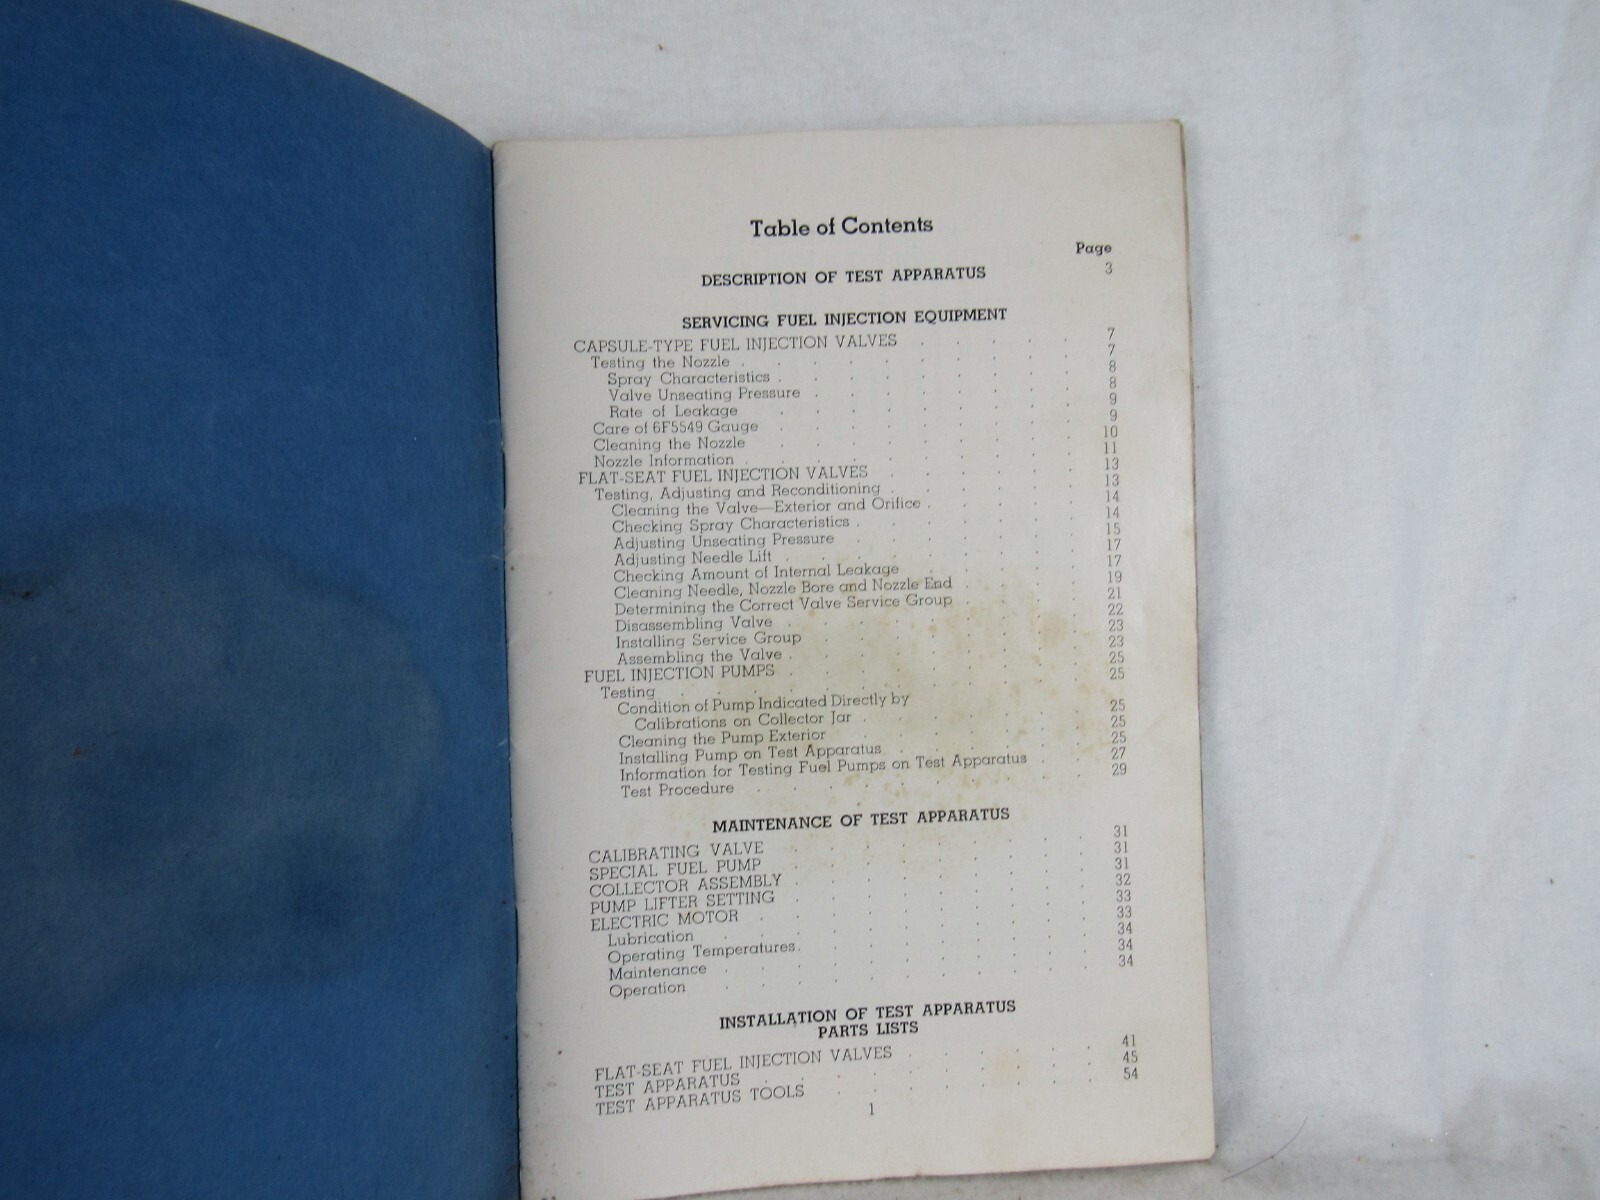 Table of Contents
Page
DESCRIPTION OF TEST APPARATUS 3
SERVICING FUEL INJECTION EQUIPMENT
CAPSULE-TYPE FUEL INJECTION VALVES . . . . . 7
Testing the Nozzle . . . . . . . . . . 7
Spray Characteristics . . . . . . . . . 8
Valve Unseating Pressure . . . . . . . . 8
Rate of Leakage . . . . . . . . . 9
Care of 6F5549 Gauge . . . . . . . . . 9
Cleaning the Nozzle . . . . . . . . . 10
Nozzle Information . . . . . . . . . . 11
FLAT-SEAT FUEL INJECTION VALVES . . . . . . 13
Testing, Adjusting and Reconditioning . . . . . . 13
Cleaning the Valve—Exterior and Orifice . . . . . 14
Checking Spray Characteristics . . . . . . . 14
Adjusting Unseating Pressure . . . . . . . 15
Adjusting Needle Lift . . . . . . . . . 17
Checking Amount of Internal Leakage . . . . . 17
Cleaning Needle, Nozzle Bore and Nozzle End . . . . 19
Determining the Correct Valve Service Group . . . . 21
Disassembling Valve . . . . . . . . . 22
Installing Service Group . . . . . . . . 23
Assembling the Valve . . . . . . . . . 23
FUEL INJECTION PUMPS . . . . . . . . . 25
Testing . . . . . . . . . . . . 25
Condition of Pump Indicated Directly by
Calibrations on Collector Jar . . . . . . . 25
Cleaning the Pump Exterior . . . . . . . 25
Installing Pump on Test Apparatus . . . . . . 25
Information for Testing Fuel Pumps on Test Apparatus . . 27
Test Procedure . . . . . . . . . . 29
MAINTENANCE OF TEST APPARATUS
CALIBRATING VALVE . . . . . . . . . 31
SPECIAL FUEL PUMP . . . . . . . . . 31
COLLECTOR ASSEMBLY . . . . . . . . . 31
PUMP LIFTER SETTING . . . . . . . . . 32
ELECTRIC MOTOR . . . . . . . . . . 33
Lubrication . . . . . . . . . . . 33
Operating Temperatures . . . . . . . . . 34
Maintenance . . . . . . . . . . . 34
Operation . . . . . . . . . . . 34
INSTALLATION OF TEST APPARATUS
PARTS LISTS
FLAT-SEAT FUEL INJECTION VALVES . . . . . . 41
TEST APPARATUS . . . . . . . . . . 45
TEST APPARATUS TOOLS . . . . . . . . 54
1